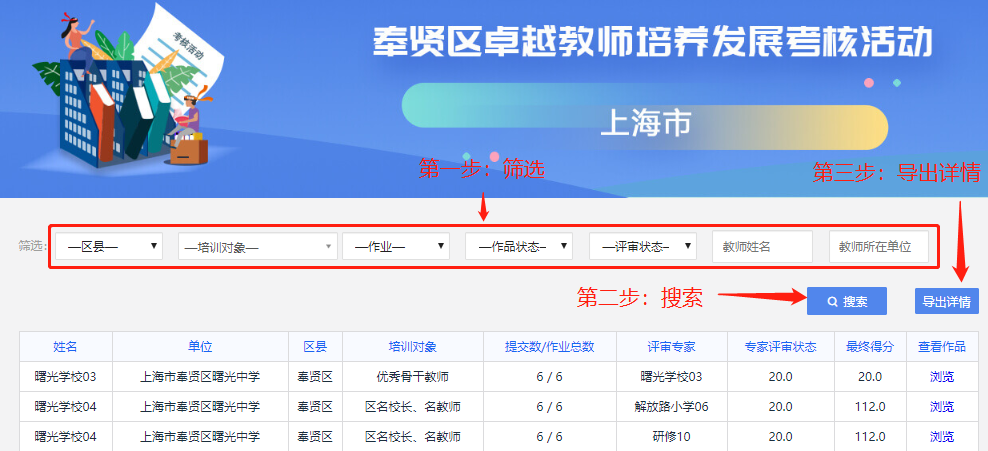 考核活动
奉贤区卓越教师培养发展考核活动
上海市
第一步：筛选
第三步：导出详情
筛选: —区县— —培训对象— —作业— —作品状态– —评审状态– 教师姓名 教师所在单位
第二步：搜索 搜索 导出详情
姓名 单位 区县 培训对象 提交数/作业总数 评审专家 专家评审状态 最终得分 查看作品
曙光学校03 上海市奉贤区曙光中学 奉贤区 优秀骨干教师 6 / 6 曙光学校03 20.0 20.0 浏览
曙光学校04 上海市奉贤区曙光中学 奉贤区 区名校长、名教师 6 / 6 解放路小学06 20.0 112.0 浏览
曙光学校04 上海市奉贤区曙光中学 奉贤区 区名校长、名教师 6 / 6 研修10 20.0 112.0 浏览